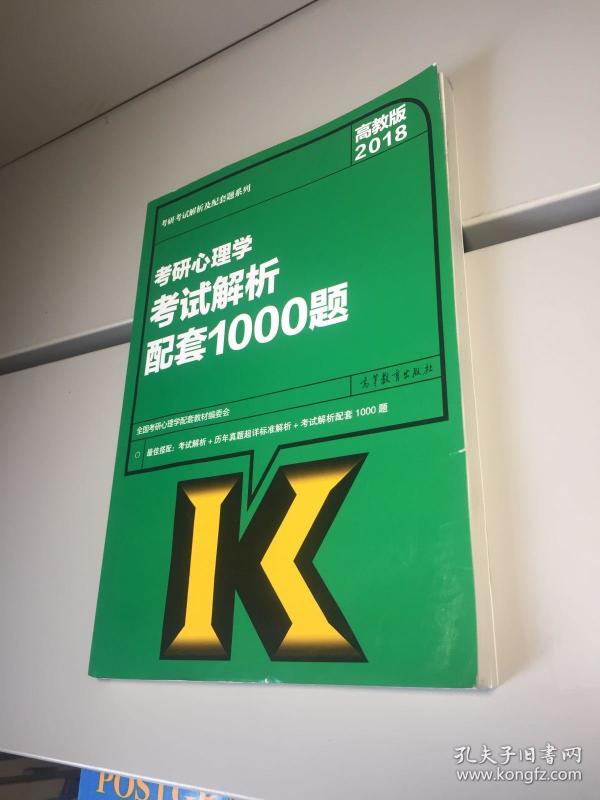 高教版
2018
考研考试解析及配套题系列
考研心理学
考试解析
配套1000题
高等教育出版社
全国考研心理学配套教材编委会
最佳搭配：考试解析+历年真题超详标准解析+考试解析配套1000题
K
孔夫子旧书网
www.kongfz.com